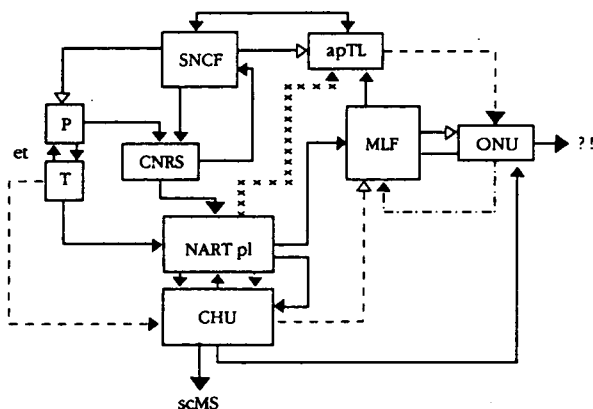 SNCF
apTL
P
et
T
CNRS
MLF
ONU
?!
NART pl
CHU
scMS